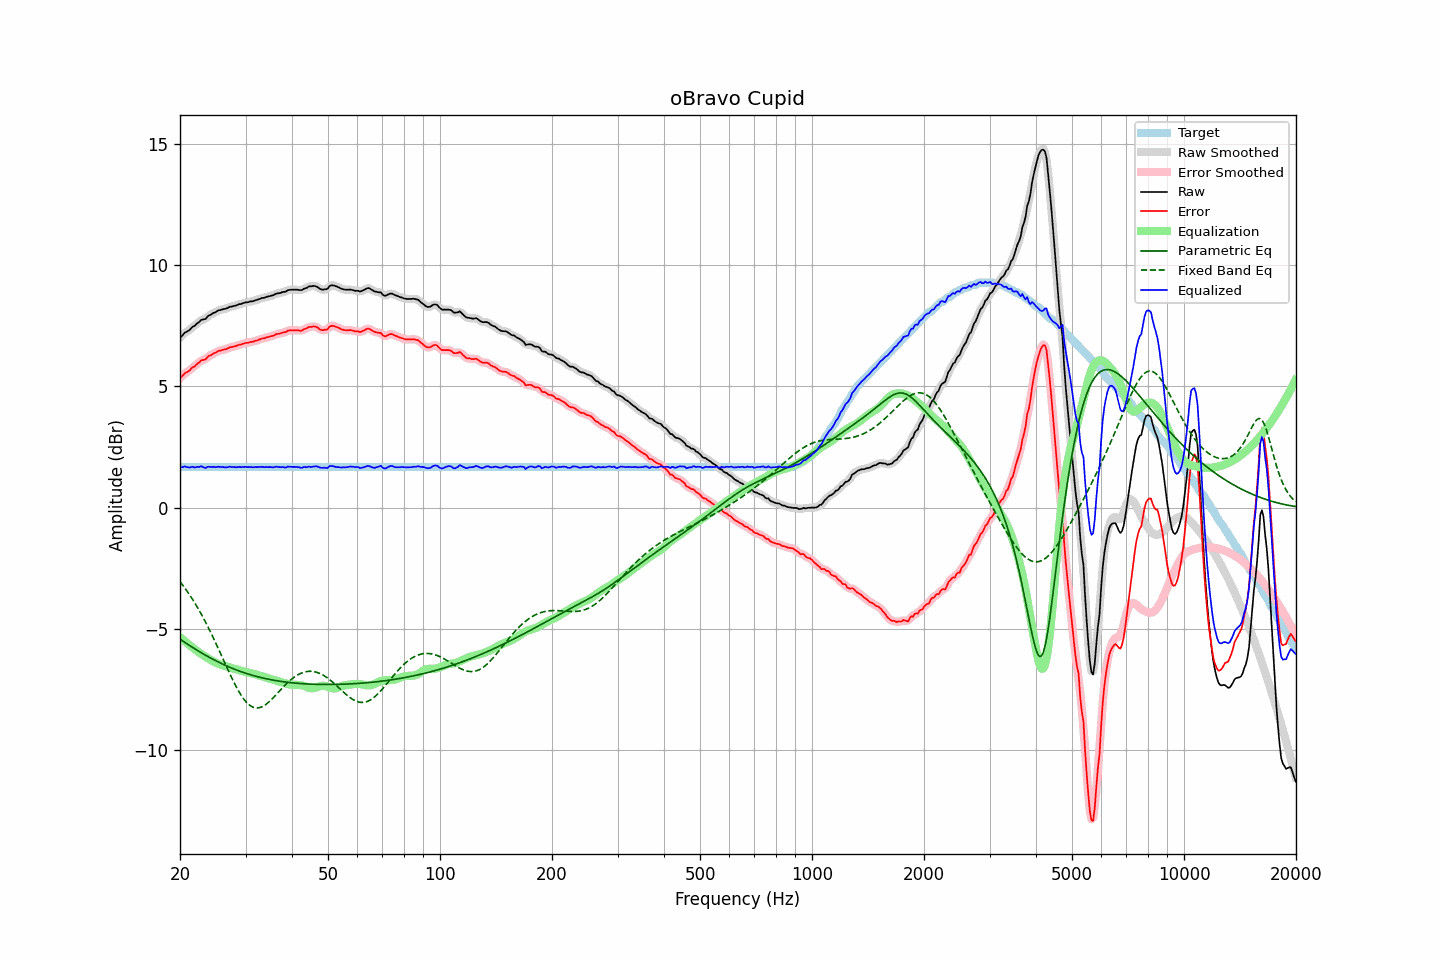 oBravo Cupid
Amplitude (dBr)
15
10
5
0
−5
−10
20
50
100
200
500
1000
2000
5000
10000
20000
Frequency (Hz)
Target
Raw Smoothed
Error Smoothed
Raw
Error
Equalization
Parametric Eq
Fixed Band Eq
Equalized